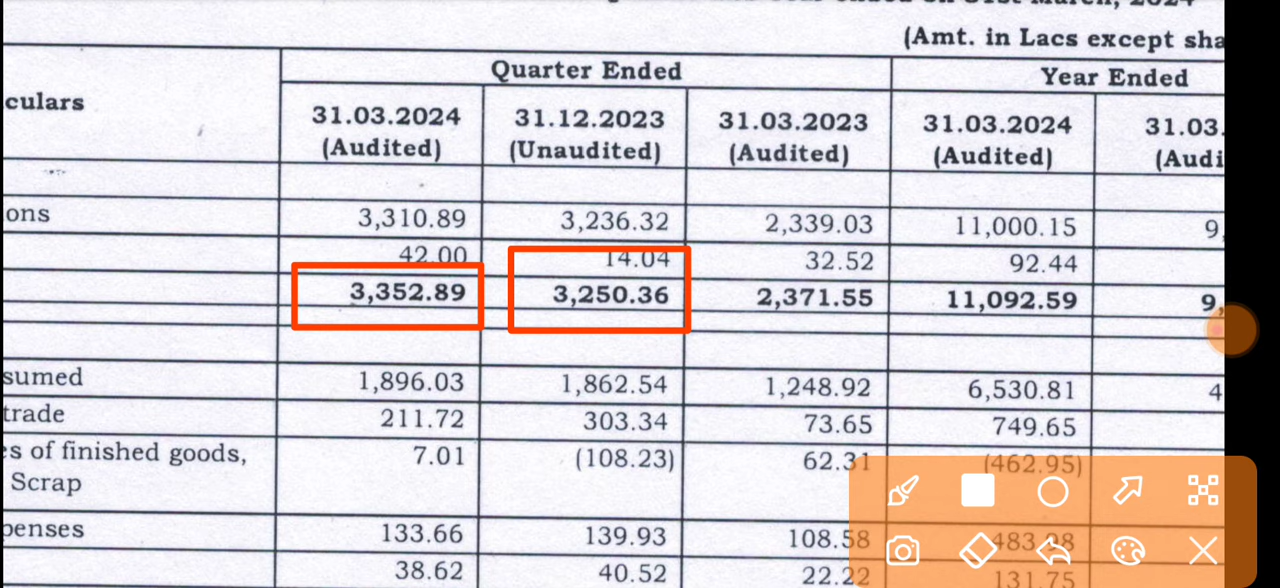 (Amt. in Lacs except sha
culars Quarter Ended Year Ended
31.03.2024 31.12.2023 31.03.2023 31.03.2024 31.03.
(Audited) (Unaudited) (Audited) (Audited) (Audi
ons 3,310.89 3,236.32 2,339.03 11,000.15 9,
42.00 14.04 32.52 92.44
3,352.89 3,250.36 2,371.55 11,092.59 9,
sumed 1,896.03 1,862.54 1,248.92 6,530.81 4
trade 211.72 303.34 73.65 749.65
es of finished goods, 7.01 (108.23) 62.31 (462.95)
Scrap
penses 133.66 139.93 108.58
38.62 40.52 22.22 131.75